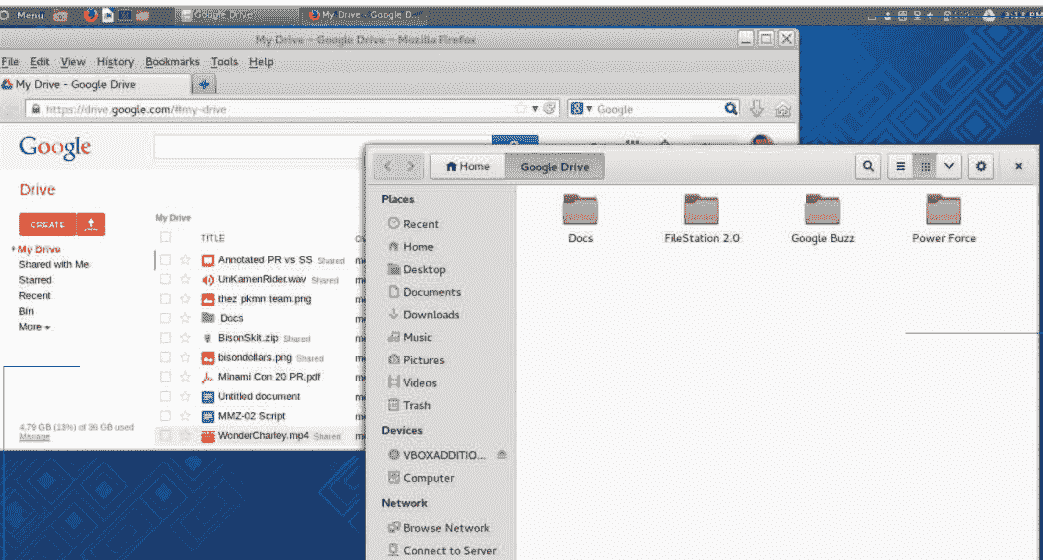 Menu Google Drive My Drive - Google D...
My Drive - Google Drive - Mozilla Firefox
File Edit View History Bookmarks Tools Help
My Drive - Google Drive
https://drive.google.com/#my-drive
Google
Google
Drive
CREATE
My Drive
Shared with Me
Starred
Recent
Bin
More
4.79 GB (13%) of 36 GB used
Manage
My Drive
TITLE
Annotated PR vs SS Shared
UnKamenRider.wav Shared
thez pkmn team.png
Docs
BisonSkit.zip Shared
bisondollars.png Shared
Minami Con 20 PR.pdf
Untitled document
MMZ-02 Script
WonderCharley.mp4 Shared
Home Google Drive
Places
Recent
Home
Desktop
Documents
Downloads
Music
Pictures
Videos
Trash
Devices
VBOXADDITIO...
Computer
Network
Browse Network
Connect to Server
Docs FileStation 2.0 Google Buzz Power Force